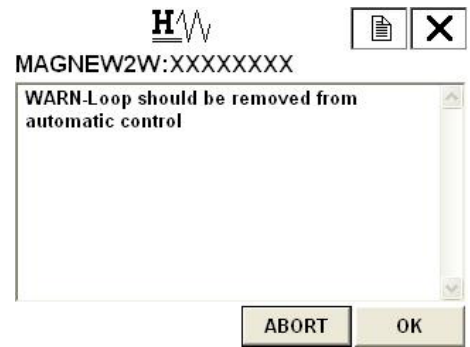 H
MAGNEW2W:XXXXXXXX
WARN-Loop should be removed from
automatic control
ABORT
OK